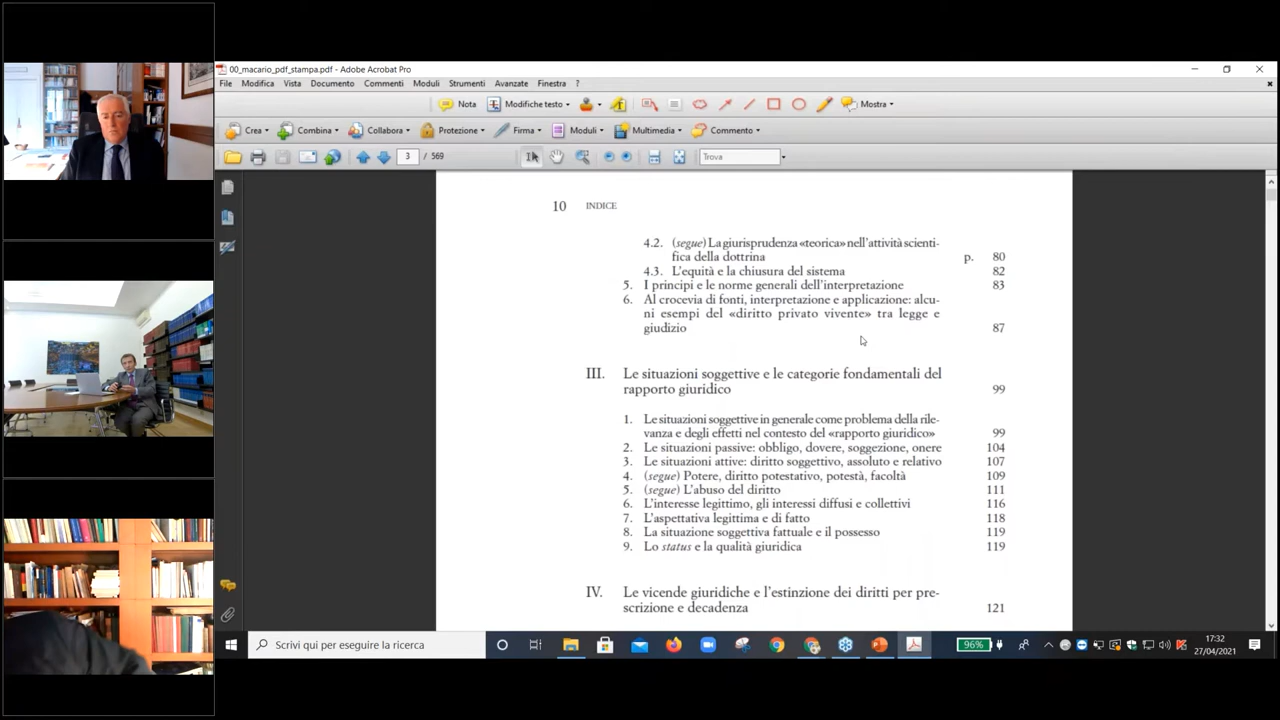 00_macario_pdf_stampa.pdf - Adobe Acrobat Pro
File Modifica Vista Documento Commenti Moduli Strumenti Avanzate Finestra ?
Nota Modifiche testo Mostra
Crea Combina Collabora Protezione Firma Moduli Multimedia Commento
3 / 569 Trova
10 INDICE
4.2. (segue) La giurisprudenza «teorica» nell'attività scienti-
fica della dottrina p. 80
4.3. L'equità e la chiusura del sistema 82
5. I principi e le norme generali dell'interpretazione 83
6. Al crocevia di fonti, interpretazione e applicazione: alcu-
ni esempi del «diritto privato vivente» tra legge e
giudizio 87
III. Le situazioni soggettive e le categorie fondamentali del
rapporto giuridico 99
1. Le situazioni soggettive in generale come problema della rile-
vanza e degli effetti nel contesto del «rapporto giuridico» 99
2. Le situazioni passive: obbligo, dovere, soggezione, onere 104
3. Le situazioni attive: diritto soggettivo, assoluto e relativo 107
4. (segue) Potere, diritto potestativo, potestà, facoltà 109
5. (segue) L'abuso del diritto 111
6. L'interesse legittimo, gli interessi diffusi e collettivi 116
7. L'aspettativa legittima e di fatto 118
8. La situazione soggettiva fattuale e il possesso 119
9. Lo status e la qualità giuridica 119
IV. Le vicende giuridiche e l'estinzione dei diritti per pre-
scrizione e decadenza 121
Scrivi qui per eseguire la ricerca 96% 17:32
27/04/2021